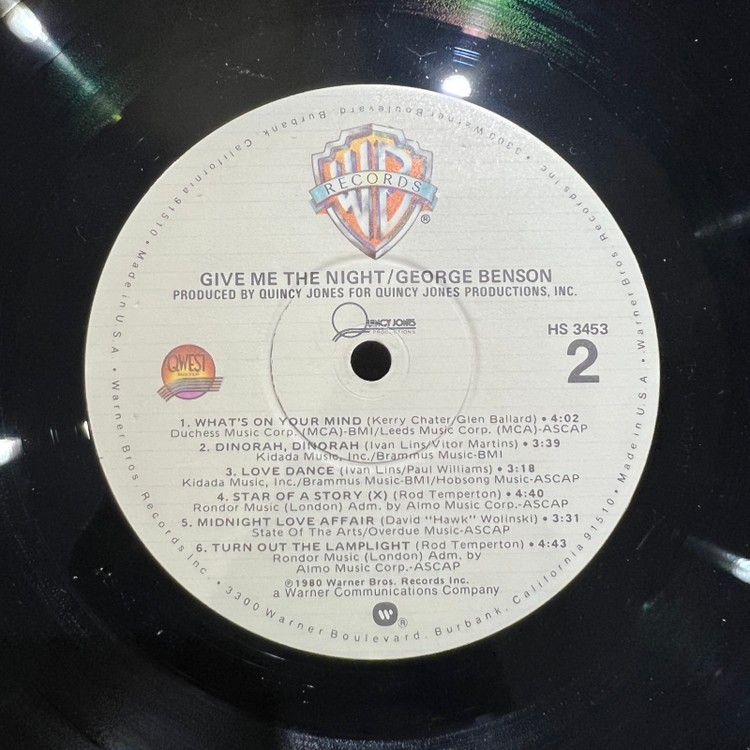 WB
RECORDS
®
GIVE ME THE NIGHT/GEORGE BENSON
PRODUCED BY QUINCY JONES FOR QUINCY JONES PRODUCTIONS, INC.
QUINCY JONES
PRODUCTIONS
HS 3453
2
QWEST
RECORDS
1. WHAT'S ON YOUR MIND (Kerry Chater/Glen Ballard) • 4:02
Duchess Music Corp. (MCA)-BMI/Leeds Music Corp. (MCA)-ASCAP
2. DINORAH, DINORAH (Ivan Lins/Vitor Martins) • 3:39
Kidada Music, Inc./Brammus Music-BMI
3. LOVE DANCE (Ivan Lins/Paul Williams) • 3:18
Kidada Music, Inc./Brammus Music-BMI/Hobsong Music-ASCAP
4. STAR OF A STORY (X) (Rod Temperton) • 4:40
Rondor Music (London) Adm. by Almo Music Corp.-ASCAP
5. MIDNIGHT LOVE AFFAIR (David "Hawk" Wolinski) • 3:31
State Of The Arts/Overdue Music-ASCAP
6. TURN OUT THE LAMPLIGHT (Rod Temperton) • 4:43
Rondor Music (London) Adm. by
Almo Music Corp.-ASCAP
℗1980 Warner Bros. Records Inc.
a Warner Communications Company
W®
Warner Bros. Records Inc. • 3300 Warner Boulevard, Burbank, California 91510 • Made in U.S.A. • Warner Bros. Records Inc. • 3300 Warner Boulevard, Burbank, California 91510 • Made in U.S.A. •